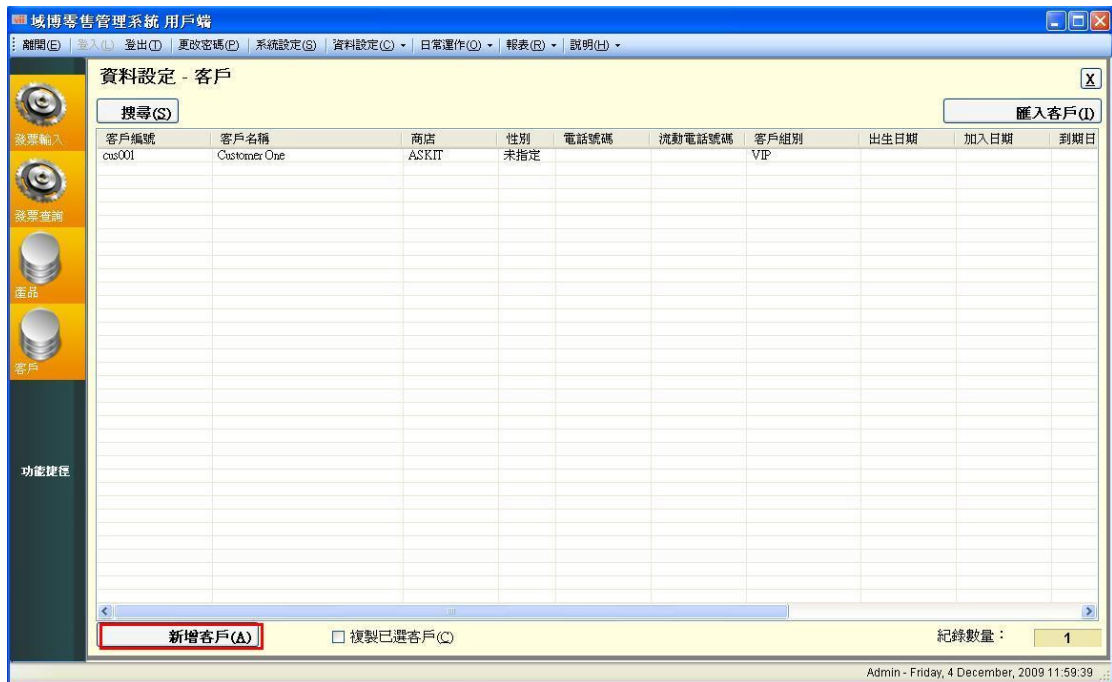 域博零售管理系統 用戶端
離開(E) 登入(L) 登出(T) 更改密碼(P) 系統設定(S) 資料設定(C) 日常運作(O) 報表(R) 說明(H)
資料設定 - 客戶
X
搜尋(S) 匯入客戶(I)
客戶編號 客戶名稱 商店 性別 電話號碼 流動電話號碼 客戶組別 出生日期 加入日期 到期日
cus001 Customer One ASKIT 未指定 VIP
發票輸入
發票查詢
產品
客戶
功能捷徑
新增客戶(A) 複製已選客戶(C) 紀錄數量： 1
Admin - Friday, 4 December, 2009 11:59:39